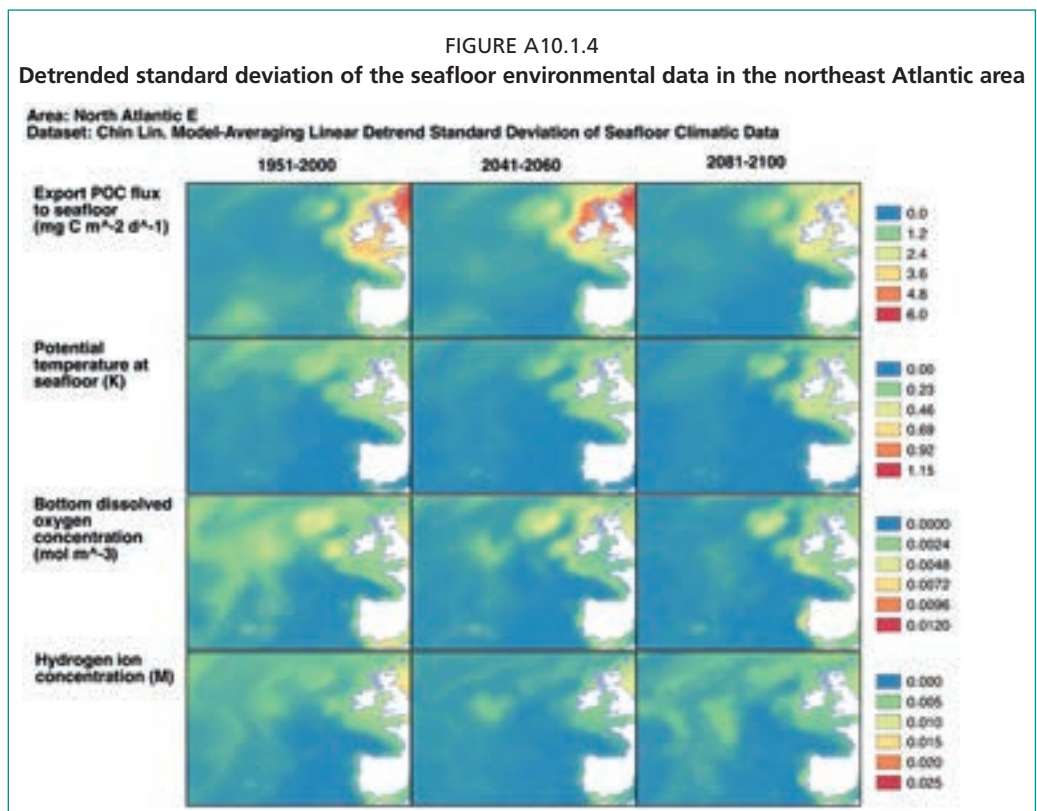 FIGURE A10.1.4
Detrended standard deviation of the seafloor environmental data in the northeast Atlantic area
Area: North Atlantic E
Dataset: Chin Lin. Model-Averaging Linear Detrend Standard Deviation of Seafloor Climatic Data
1951-2000 2041-2060 2081-2100
Export POC flux
to seafloor
(mg C m^-2 d^-1)
0.0
1.2
2.4
3.6
4.8
6.0
Potential
temperature at
seafloor (K)
0.00
0.23
0.46
0.69
0.92
1.15
Bottom dissolved
oxygen
concentration
(mol m^-3)
0.0000
0.0024
0.0048
0.0072
0.0096
0.0120
Hydrogen ion
concentration (M)
0.000
0.005
0.010
0.015
0.020
0.025